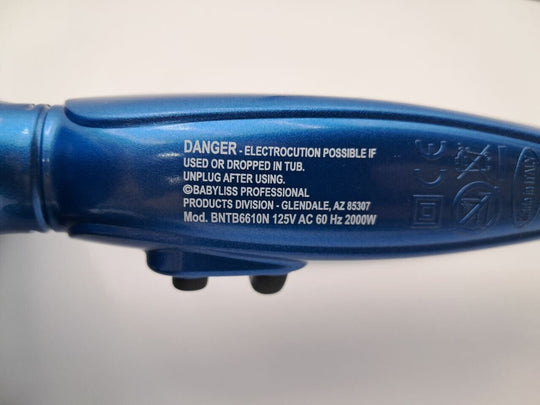 DANGER - ELECTROCUTION POSSIBLE IF
USED OR DROPPED IN TUB.
UNPLUG AFTER USING.
©BABYLISS PROFESSIONAL
PRODUCTS DIVISION - GLENDALE, AZ 85307
Mod. BNTB6610N 125V AC 60 Hz 2000W
CE